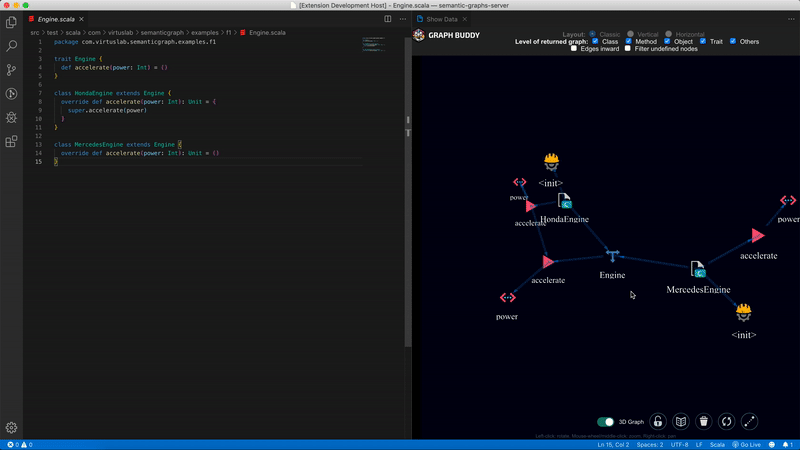 [Extension Development Host] - Engine.scala — semantic-graphs-server
Engine.scala
src > test > scala > com > virtuslab > semanticgraph > examples > f1 > Engine.scala
1 package com.virtuslab.semanticgraph.examples.f1
2
3 trait Engine {
4 def accelerate(power: Int) = ()
5 }
6
7 class HondaEngine extends Engine {
8 override def accelerate(power: Int): Unit = {
9 super.accelerate(power)
10 }
11 }
12
13 class MercedesEngine extends Engine {
14 override def accelerate(power: Int): Unit = ()
15 }
Show Data
GRAPH BUDDY
Layout: Classic Vertical Horizontal
Level of returned graph: Class Method Object Trait Others
Edges inward Filter undefined nodes
<init>
power
accelerate
HondaEngine
power
accelerate
Engine
accelerate
MercedesEngine
power
<init>
3D Graph
Left-click: rotate, Mouse-wheel/middle-click: zoom, Right-click: pan
0 0 Ln 15, Col 2 Spaces: 2 UTF-8 LF Scala Go Live 1